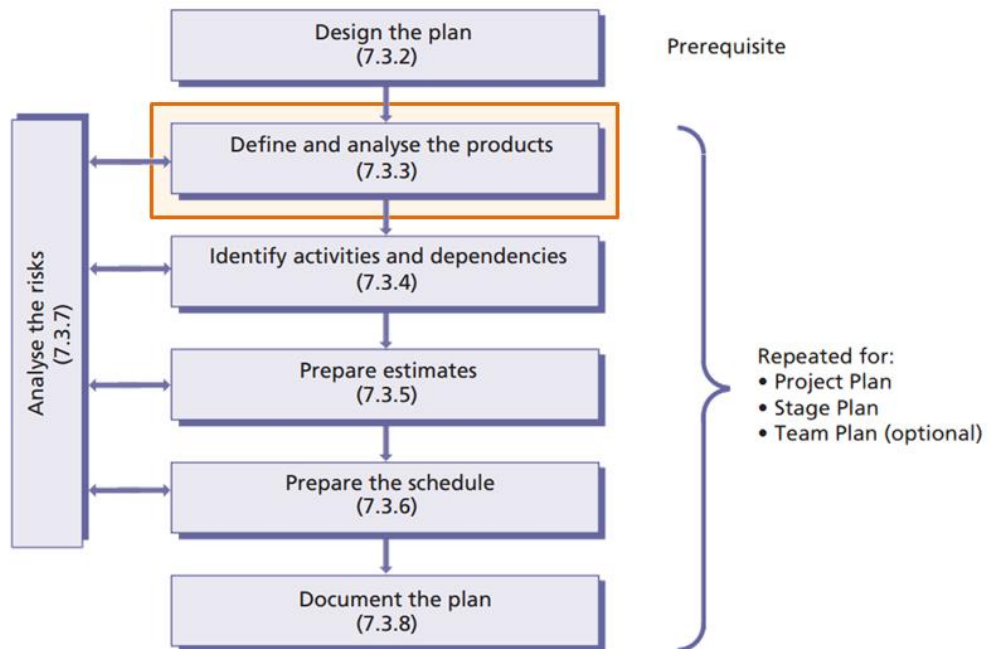 Design the plan
(7.3.2)
Prerequisite
Define and analyse the products
(7.3.3)
Identify activities and dependencies
(7.3.4)
Analyse the risks
(7.3.7)
Prepare estimates
(7.3.5)
Repeated for:
• Project Plan
• Stage Plan
• Team Plan (optional)
Prepare the schedule
(7.3.6)
Document the plan
(7.3.8)